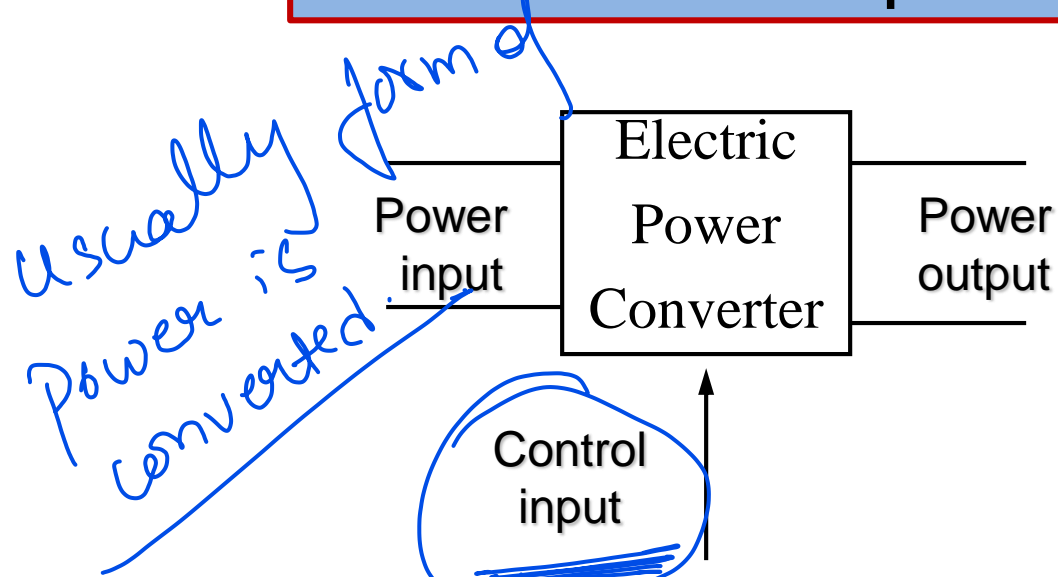 usually form of
Power is
converted.
Electric
Power
Converter
Power
input
Power
output
Control
input